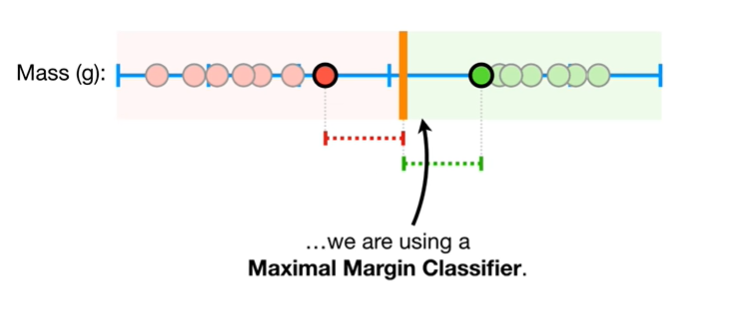 Mass (g):
...we are using a
Maximal Margin Classifier.